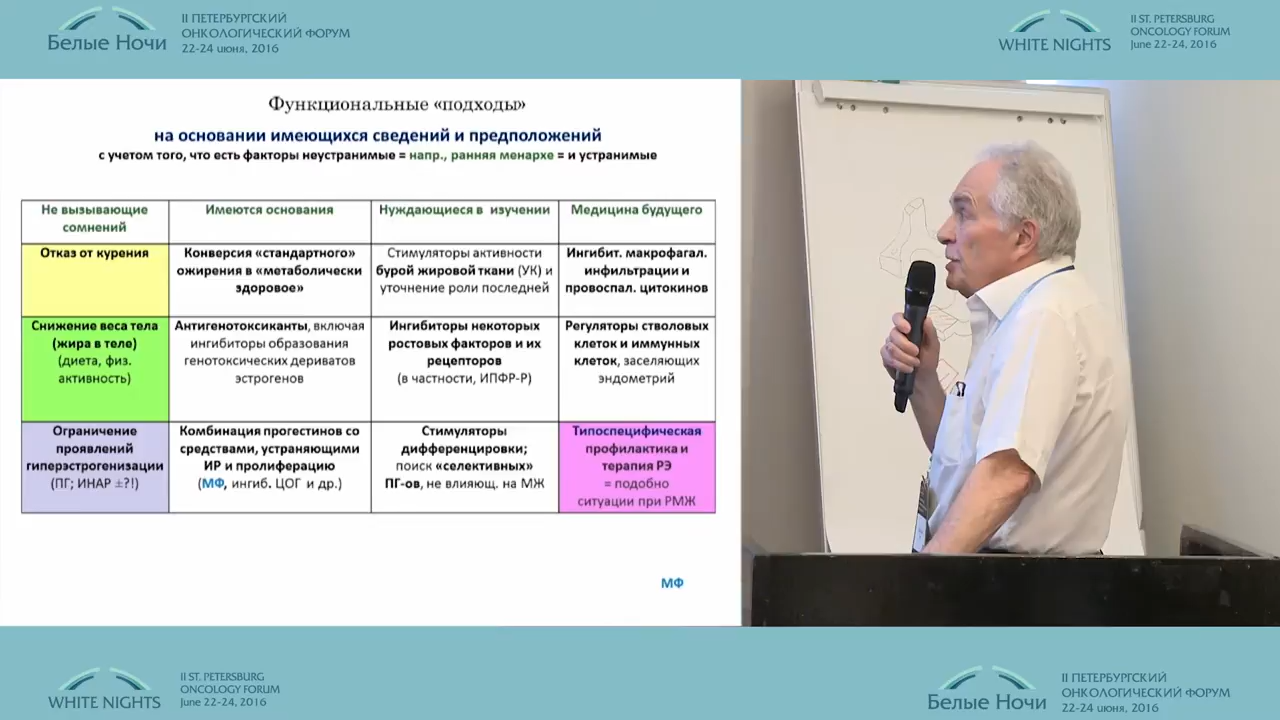 Белые Ночи
II ПЕТЕРБУРГСКИЙ
ОНКОЛОГИЧЕСКИЙ ФОРУМ
22-24 июня, 2016
WHITE NIGHTS
II ST. PETERSBURG
ONCOLOGY FORUM
June 22-24, 2016
Функциональные «подходы»
на основании имеющихся сведений и предположений
с учетом того, что есть факторы неустранимые = напр., ранняя менархе = и устранимые
Не вызывающие
сомнений
Имеются основания
Нуждающиеся в изучении
Медицина будущего
Отказ от курения
Конверсия «стандартного»
ожирения в «метаболически
здоровое»
Стимуляторы активности
бурой жировой ткани (УК) и
уточнение роли последней
Ингибит. макрофагал.
инфильтрации и
провоспал. цитокинов
Снижение веса тела
(жира в теле)
(диета, физ.
активность)
Антигенотоксиканты, включая
ингибиторы образования
генотоксических дериватов
эстрогенов
Ингибиторы некоторых
ростовых факторов и их
рецепторов
(в частности, ИПФР-Р)
Регуляторы стволовых
клеток и иммунных
клеток, заселяющих
эндометрий
Ограничение
проявлений
гиперэстрогенизации
(ПГ; ИНАР ±?!)
Комбинация прогестинов со
средствами, устраняющими
ИР и пролиферацию
(МФ, ингиб. ЦОГ и др.)
Стимуляторы
дифференцировки;
поиск «селективных»
ПГ-ов, не влияющ. на МЖ
Типоспецифическая
профилактика и
терапия РЭ
= подобно
ситуации при РМЖ
МФ
WHITE NIGHTS
II ST. PETERSBURG
ONCOLOGY FORUM
June 22-24, 2016
Белые Ночи
II ПЕТЕРБУРГСКИЙ
ОНКОЛОГИЧЕСКИЙ ФОРУМ
22-24 июня, 2016